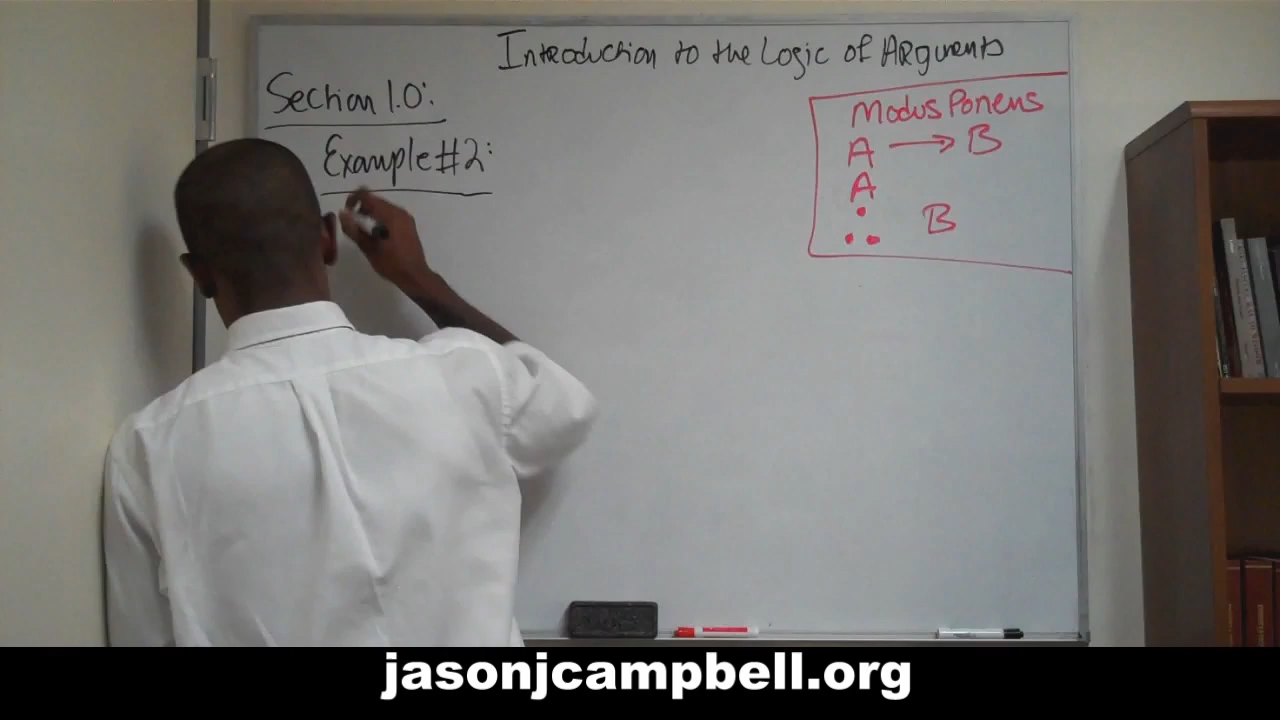 Introduction to the Logic of Arguments
Section 1.0:
Example #2:
Modus Ponens
A → B
A
∴ B
jasonjcampbell.org